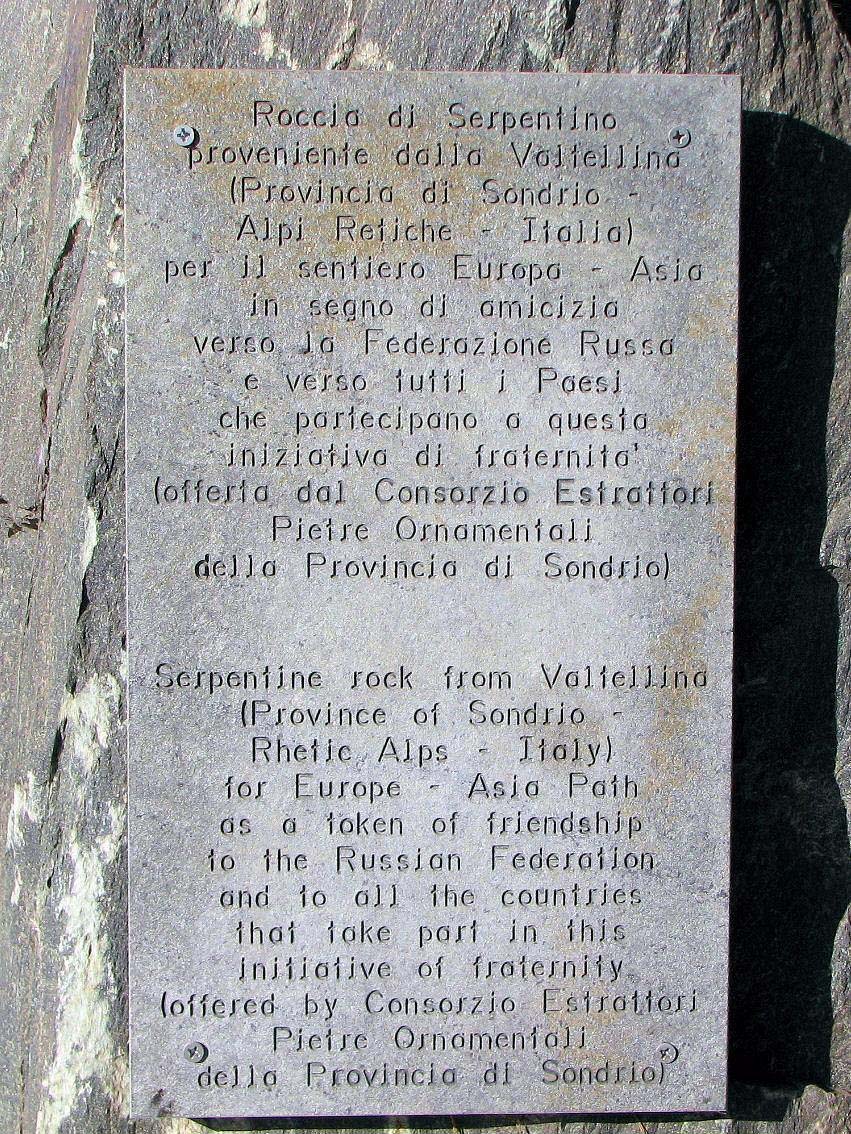 Roccia di Serpentino
proveniente dalla Valtellina
(Provincia di Sondrio -
Alpi Retiche - Italia)
per il sentiero Europa - Asia
in segno di amicizia
verso la Federazione Russa
e verso tutti i Paesi
che partecipano a questa
iniziativa di fraternita'
(offerta dal Consorzio Estrattori
Pietre Ornamentali
della Provincia di Sondrio)
Serpentine rock from Valtellina
(Province of Sondrio -
Rhetic Alps - Italy)
for Europe - Asia Path
as a token of friendship
to the Russian Federation
and to all the countries
that take part in this
initiative of fraternity
(offered by Consorzio Estrattori
Pietre Ornamentali
della Provincia di Sondrio)